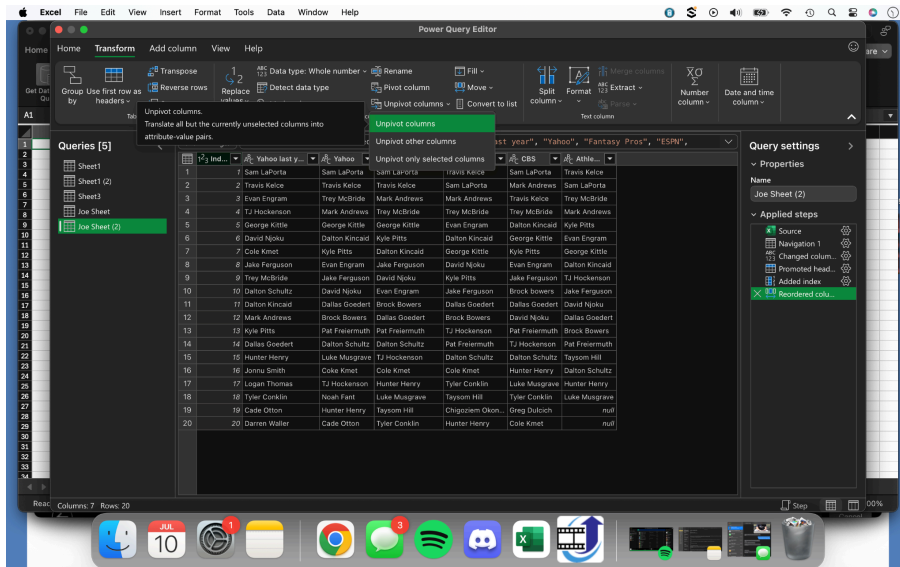 Excel File Edit View Insert Format Tools Data Window Help
Power Query Editor
Home
Home Transform Add column View Help
are
Get Dat
Qu
Group by
Use first row as headers
Transpose
Reverse rows
Replace values
Data type: Whole number
Detect data type
Rename
Pivot column
Unpivot columns
Fill
Move
Convert to list
Split column
Format
Merge columns
Extract
Parse
Number column
Date and time column
Tab
Text column
Unpivot columns.
Translate all but the currently unselected columns into
attribute-value pairs.
Unpivot columns
Unpivot other columns
Unpivot only selected columns
A1
ast year", "Yahoo", "Fantasy Pros", "ESPN",
Queries [5]
Sheet1
Sheet1 (2)
Sheet3
Joe Sheet
Joe Sheet (2)
Ind... Yahoo last y... Yahoo CBS Athle...
1 1 Sam LaPorta Sam LaPorta Sam LaPorta Travis Kelce Sam LaPorta Travis Kelce
2 2 Travis Kelce Travis Kelce Travis Kelce Sam LaPorta Mark Andrews Sam LaPorta
3 3 Evan Engram Trey McBride Mark Andrews Mark Andrews Travis Kelce Trey McBride
4 4 TJ Hockenson Mark Andrews Trey McBride Trey McBride Trey McBride Mark Andrews
5 5 George Kittle George Kittle George Kittle Evan Engram Dalton Kincaid Kyle Pitts
6 6 David Njoku Dalton Kincaid Kyle Pitts Dalton Kincaid George Kittle Evan Engram
7 7 Cole Kmet Kyle Pitts Dalton Kincaid George Kittle Kyle Pitts George Kittle
8 8 Jake Ferguson Evan Engram Jake Ferguson David Njoku Evan Engram Dalton Kincaid
9 9 Trey McBride Jake Ferguson David Njoku Kyle Pitts Jake Ferguson TJ Hockenson
10 10 Dalton Schultz David Njoku Evan Engram Jake Ferguson Brock bowers Jake Ferguson
11 11 Dalton Kincaid Dallas Goedert Brock Bowers Dallas Goedert Dallas Goedert David Njoku
12 12 Mark Andrews Brock Bowers Dallas Goedert Brock Bowers David Njoku Dallas Goedert
13 13 Kyle Pitts Pat Freiermuth Pat Freiermuth TJ Hockenson Pat Freiermuth Brock Bowers
14 14 Dallas Goedert Dalton Schultz Dalton Schultz Pat Freiermuth TJ Hockenson Pat Freiermuth
15 15 Hunter Henry Luke Musgrave TJ Hockenson Dalton Schultz Dalton Schultz Taysom Hill
16 16 Jonnu Smith Coke Kmet Cole Kmet Cole Kmet Hunter Henry Dalton Schultz
17 17 Logan Thomas TJ Hockenson Hunter Henry Tyler Conklin Luke Musgrave Hunter Henry
18 18 Tyler Conklin Noah Fant Luke Musgrave Taysom Hill Tyler Conklin Luke Musgrave
19 19 Cade Otton Hunter Henry Taysom Hill Chigoziem Okon... Greg Dulcich null
20 20 Darren Waller Cade Otton Tyler Conklin Hunter Henry Cole Kmet null
Query settings
Properties
Name
Joe Sheet (2)
Applied steps
Source
Navigation 1
Changed colum...
Promoted head...
Added index
Reordered colu...
Columns: 7 Rows: 20
Step
Read
00%
Cancel
JUL
10
1
3